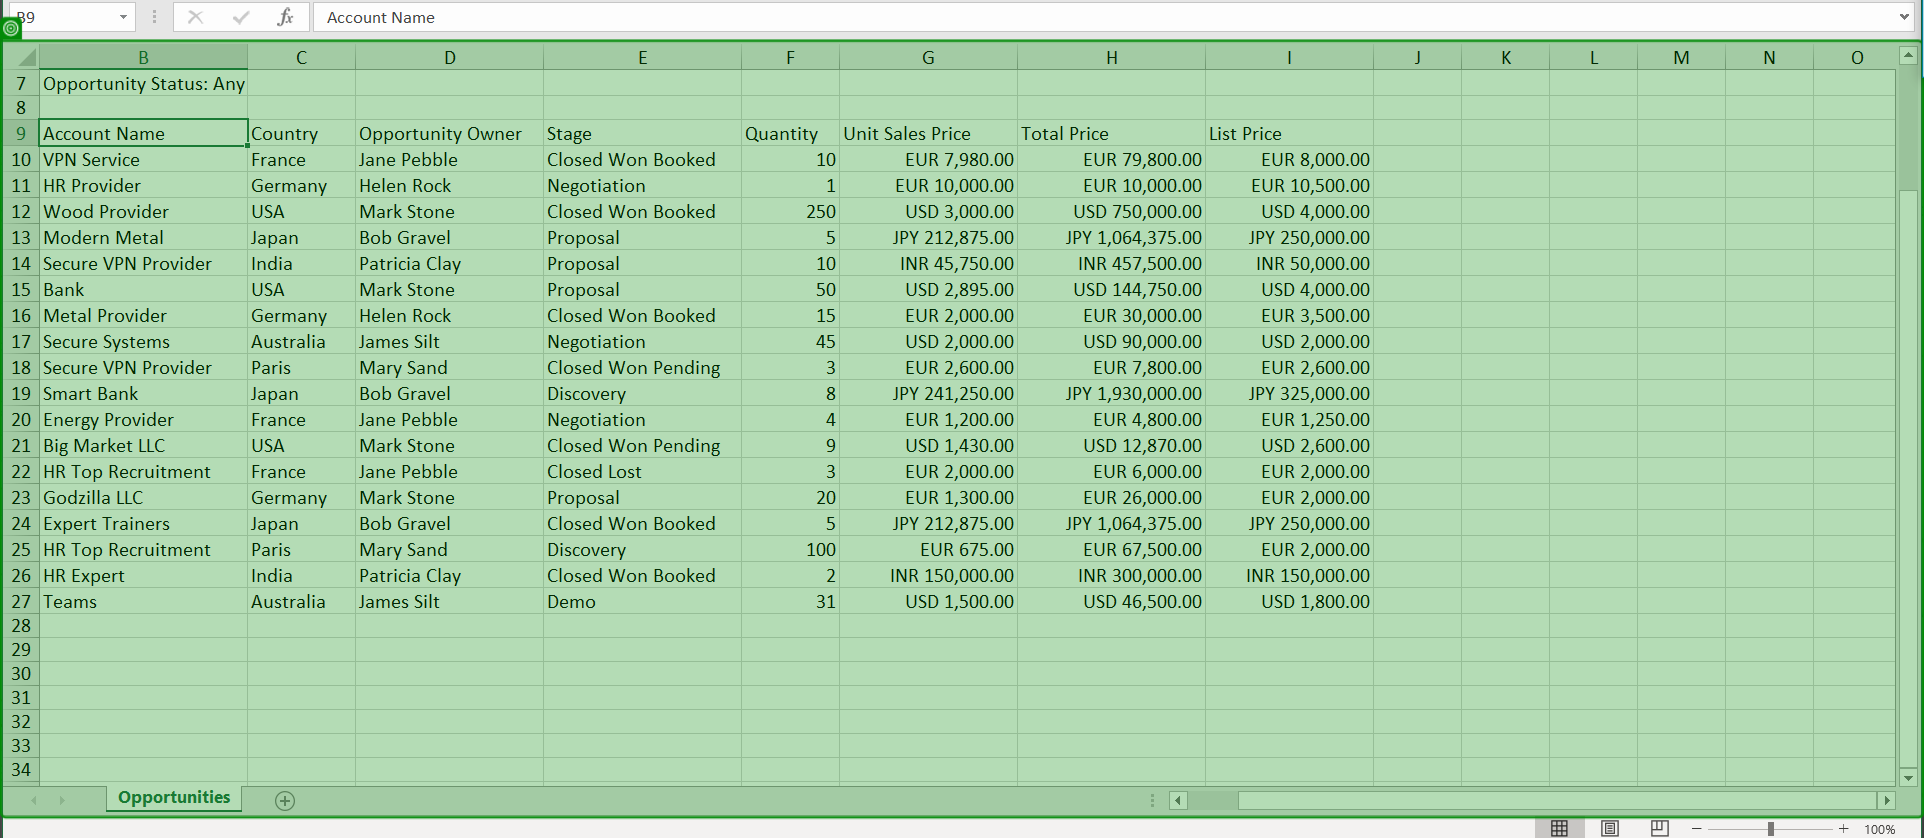 B9 fx Account Name
B C D E F G H I J K L M N O
7 Opportunity Status: Any
8
9 Account Name Country Opportunity Owner Stage Quantity Unit Sales Price Total Price List Price
10 VPN Service France Jane Pebble Closed Won Booked 10 EUR 7,980.00 EUR 79,800.00 EUR 8,000.00
11 HR Provider Germany Helen Rock Negotiation 1 EUR 10,000.00 EUR 10,000.00 EUR 10,500.00
12 Wood Provider USA Mark Stone Closed Won Booked 250 USD 3,000.00 USD 750,000.00 USD 4,000.00
13 Modern Metal Japan Bob Gravel Proposal 5 JPY 212,875.00 JPY 1,064,375.00 JPY 250,000.00
14 Secure VPN Provider India Patricia Clay Proposal 10 INR 45,750.00 INR 457,500.00 INR 50,000.00
15 Bank USA Mark Stone Proposal 50 USD 2,895.00 USD 144,750.00 USD 4,000.00
16 Metal Provider Germany Helen Rock Closed Won Booked 15 EUR 2,000.00 EUR 30,000.00 EUR 3,500.00
17 Secure Systems Australia James Silt Negotiation 45 USD 2,000.00 USD 90,000.00 USD 2,000.00
18 Secure VPN Provider Paris Mary Sand Closed Won Pending 3 EUR 2,600.00 EUR 7,800.00 EUR 2,600.00
19 Smart Bank Japan Bob Gravel Discovery 8 JPY 241,250.00 JPY 1,930,000.00 JPY 325,000.00
20 Energy Provider France Jane Pebble Negotiation 4 EUR 1,200.00 EUR 4,800.00 EUR 1,250.00
21 Big Market LLC USA Mark Stone Closed Won Pending 9 USD 1,430.00 USD 12,870.00 USD 2,600.00
22 HR Top Recruitment France Jane Pebble Closed Lost 3 EUR 2,000.00 EUR 6,000.00 EUR 2,000.00
23 Godzilla LLC Germany Mark Stone Proposal 20 EUR 1,300.00 EUR 26,000.00 EUR 2,000.00
24 Expert Trainers Japan Bob Gravel Closed Won Booked 5 JPY 212,875.00 JPY 1,064,375.00 JPY 250,000.00
25 HR Top Recruitment Paris Mary Sand Discovery 100 EUR 675.00 EUR 67,500.00 EUR 2,000.00
26 HR Expert India Patricia Clay Closed Won Booked 2 INR 150,000.00 INR 300,000.00 INR 150,000.00
27 Teams Australia James Silt Demo 31 USD 1,500.00 USD 46,500.00 USD 1,800.00
28
29
30
31
32
33
34
Opportunities
100%